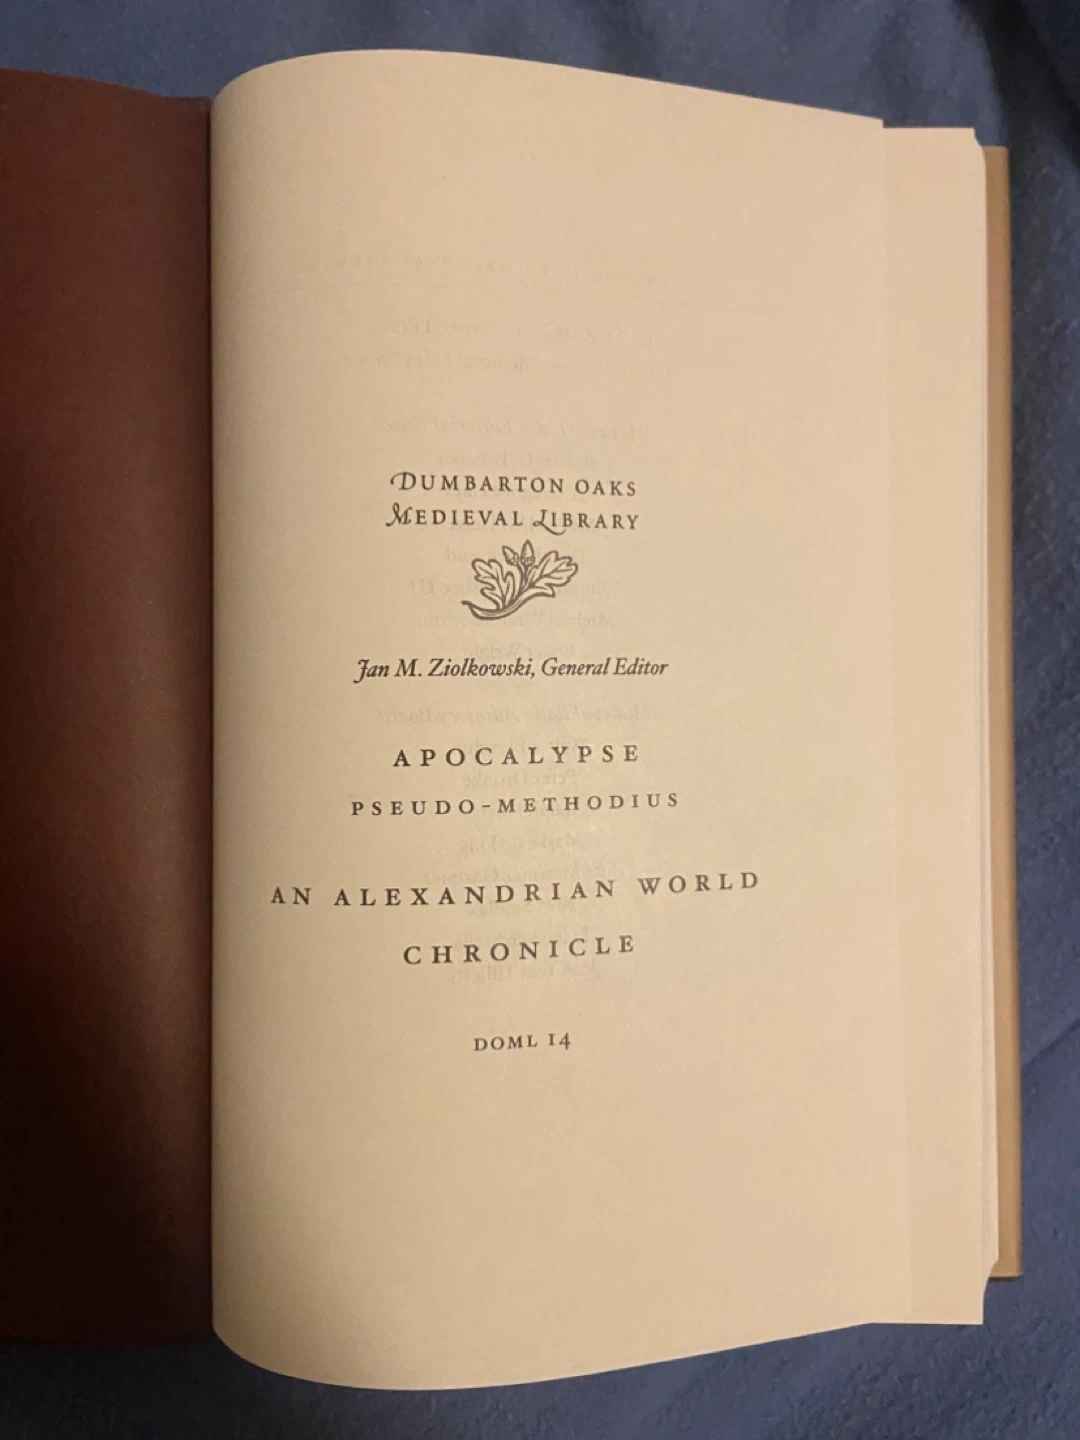 DUMBARTON OAKS
MEDIEVAL LIBRARY
Jan M. Ziolkowski, General Editor
APOCALYPSE
PSEUDO-METHODIUS
AN ALEXANDRIAN WORLD
CHRONICLE
DOML 14